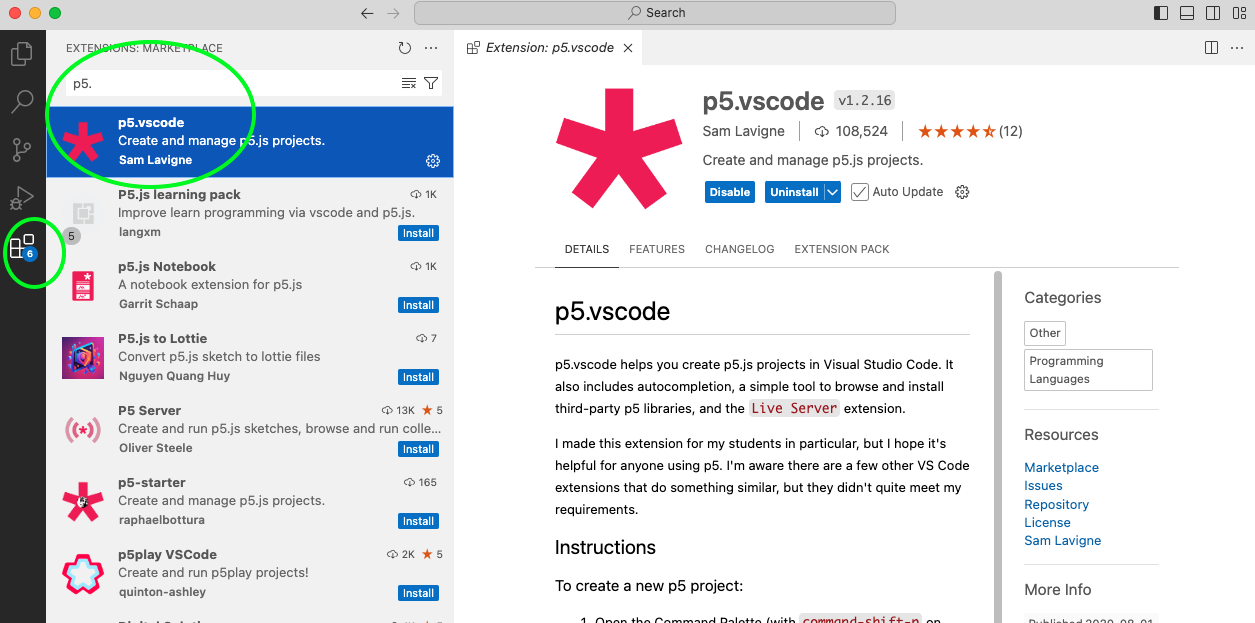 Search
EXTENSIONS: MARKETPLACE
p5.
p5.vscode
Create and manage p5.js projects.
Sam Lavigne
P5.js learning pack
1K
Improve learn programming via vscode and p5.js.
langxm
Install
5
6
p5.js Notebook
1K
A notebook extension for p5.js
Garrit Schaap
Install
P5.js to Lottie
7
Convert p5.js sketch to lottie files
Nguyen Quang Huy
Install
P5 Server
13K ★ 5
Create and run p5.js sketches, browse and run colle...
Oliver Steele
Install
p5-starter
165
Create and manage p5.js projects.
raphaelbottura
Install
p5play VSCode
2K ★ 5
Create and run p5play projects!
quinton-ashley
Install
Extension: p5.vscode
p5.vscode v1.2.16
Sam Lavigne 108,524 (12)
Create and manage p5.js projects.
Disable Uninstall Auto Update
DETAILS FEATURES CHANGELOG EXTENSION PACK
p5.vscode
p5.vscode helps you create p5.js projects in Visual Studio Code. It
also includes autocompletion, a simple tool to browse and install
third-party p5 libraries, and the Live Server extension.
I made this extension for my students in particular, but I hope it's
helpful for anyone using p5. I'm aware there are a few other VS Code
extensions that do something similar, but they didn't quite meet my
requirements.
Instructions
To create a new p5 project:
1. Open the Command Palette (with command-shift-p on
Categories
Other
Programming
Languages
Resources
Marketplace
Issues
Repository
License
Sam Lavigne
More Info
Published 2020-08-01